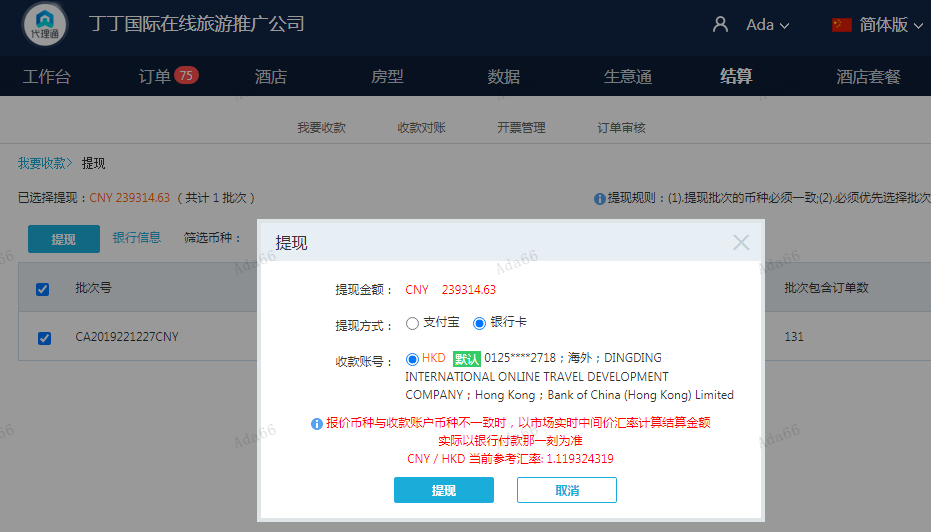 代理通
丁丁国际在线旅游推广公司
Ada
简体版
工作台
订单 75
酒店
房型
数据
生意通
结算
酒店套餐
我要收款
收款对账
开票管理
订单审核
我要收款> 提现
已选择提现：CNY 239314.63 （ 共计 1 批次 ）
提现规则：(1).提现批次的币种必须一致;(2).必须优先选择批次
提现
银行信息
筛选币种：
批次号
批次包含订单数
CA2019221227CNY
131
提现
提现金额： CNY 239314.63
提现方式： 支付宝 银行卡
收款账号： HKD 默认 0125****2718；海外；DINGDING
INTERNATIONAL ONLINE TRAVEL DEVELOPMENT
COMPANY；Hong Kong；Bank of China (Hong Kong) Limited
报价币种与收款账户币种不一致时，以市场实时中间价汇率计算结算金额
实际以银行付款那一刻为准
CNY / HKD 当前参考汇率: 1.119324319
提现
取消
Ada66
Ada66
Ada66
Ada66
Ada66
Ada66